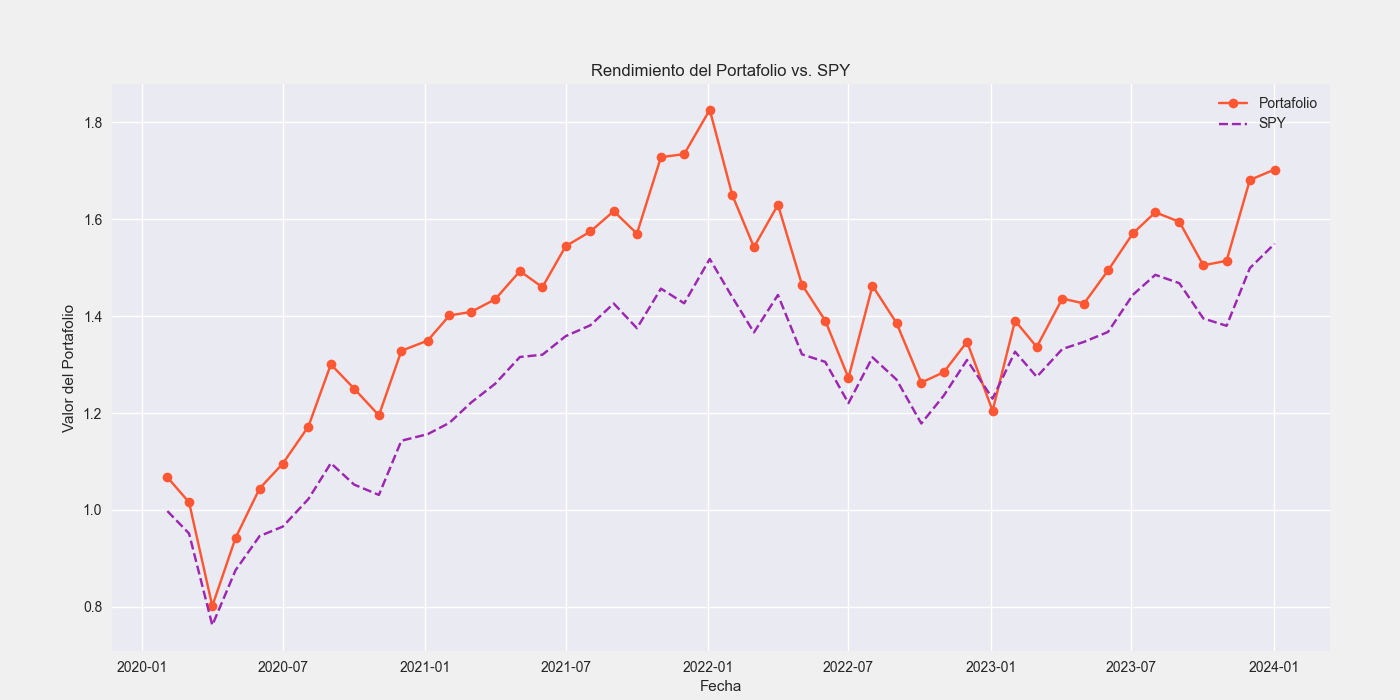 Rendimiento del Portafolio vs. SPY
Portafolio
SPY
Valor del Portafolio
1.8
1.6
1.4
1.2
1.0
0.8
2020-01 2020-07 2021-01 2021-07 2022-01 2022-07 2023-01 2023-07 2024-01
Fecha